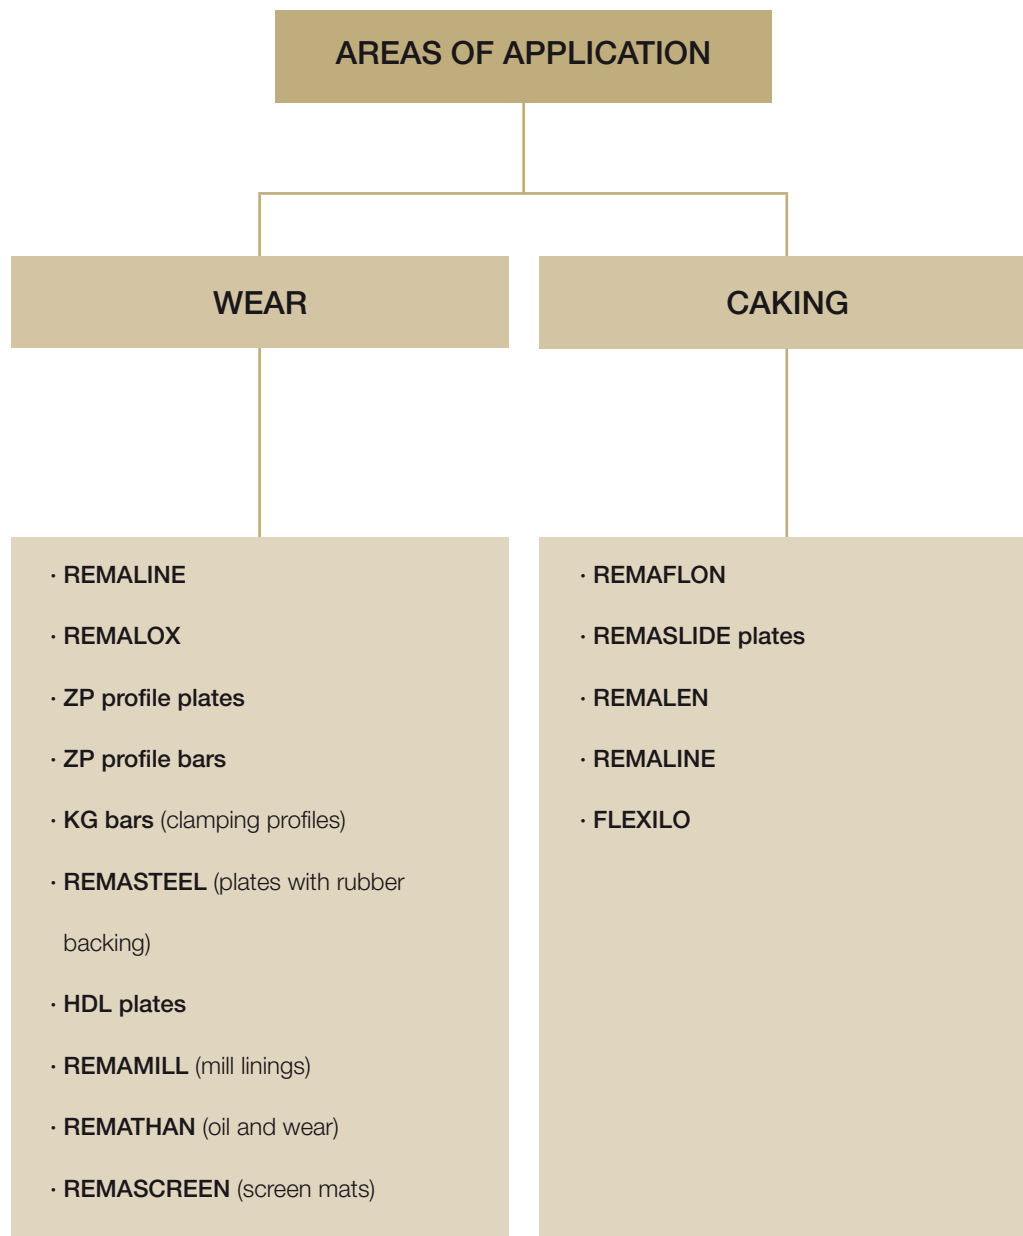 AREAS OF APPLICATION
WEAR
CAKING
· REMALINE
· REMALOX
· ZP profile plates
· ZP profile bars
· KG bars (clamping profiles)
· REMASTEEL (plates with rubber
backing)
· HDL plates
· REMAMILL (mill linings)
· REMATHAN (oil and wear)
· REMASCREEN (screen mats)
· REMAFLON
· REMASLIDE plates
· REMALEN
· REMALINE
· FLEXILO